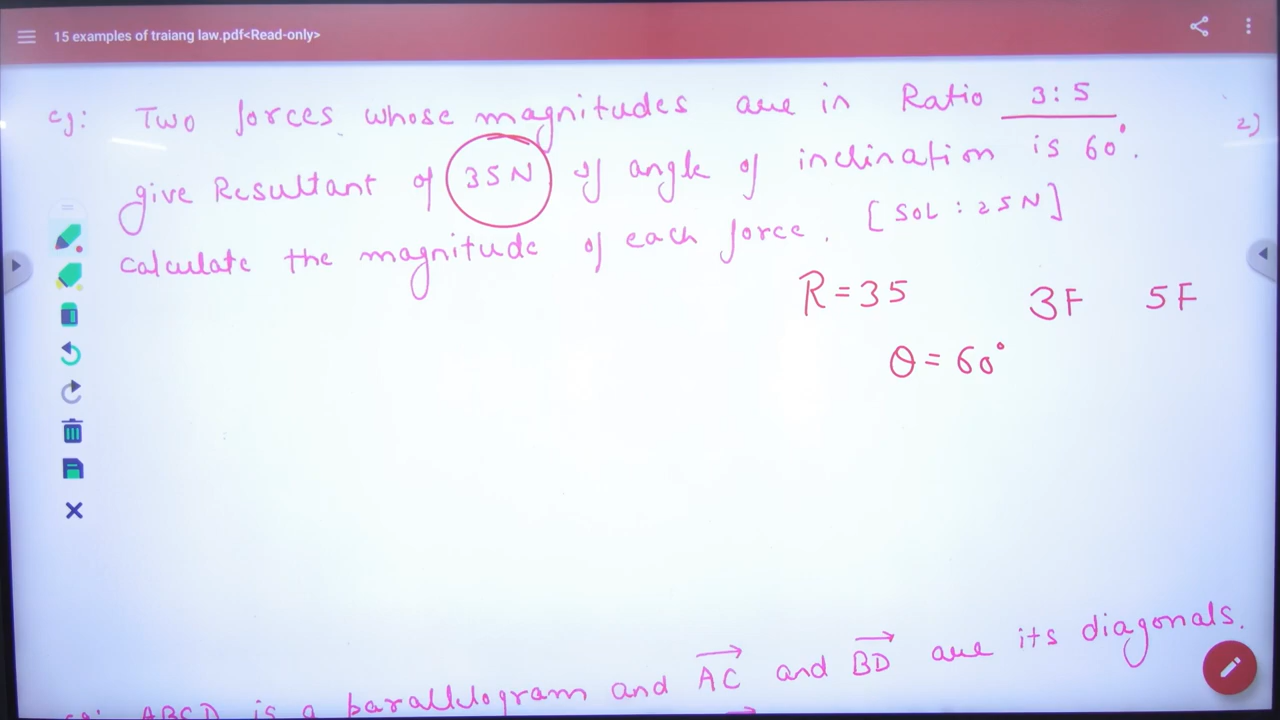 15 examples of traiang law.pdf<Read-only>
eg: Two forces whose magnitudes are in Ratio 3:5
give Resultant of 35N if angle of inclination is 60°.
calculate the magnitude of each force. [SOL : 25N]
2)
R = 35 3F 5F
θ = 60°
eg: ABCD is a parallelogram and AC and BD are its diagonals.